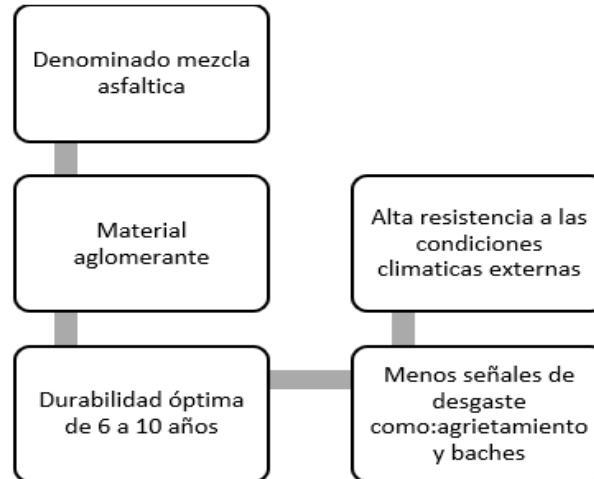 Denominado mezcla
asfaltica
Material
aglomerante
Durabilidad óptima
de 6 a 10 años
Menos señales de
desgaste
como:agrietamiento
y baches
Alta resistencia a las
condiciones
climaticas externas